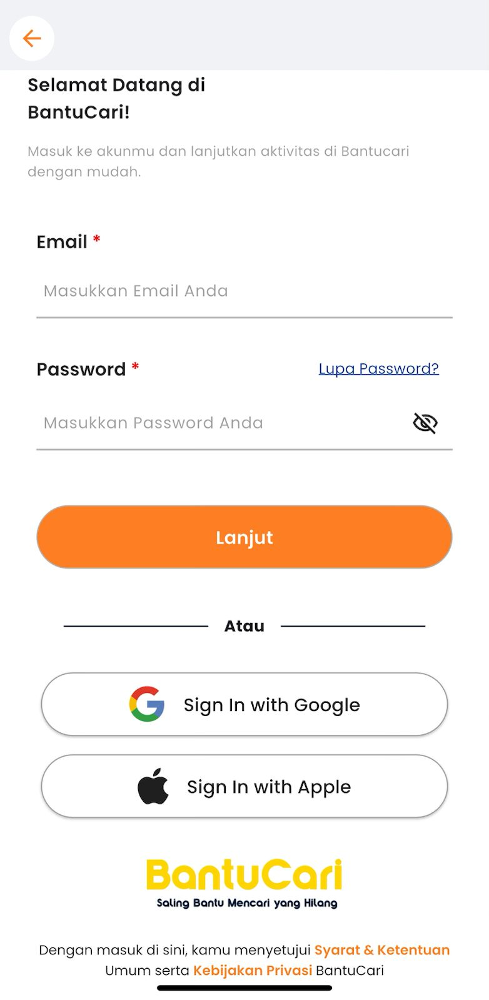 Selamat Datang di
BantuCari!
Masuk ke akunmu dan lanjutkan aktivitas di Bantucari
dengan mudah.
Email *
Masukkan Email Anda
Password *
Lupa Password?
Masukkan Password Anda
Lanjut
Atau
Sign In with Google
Sign In with Apple
BantuCari
Saling Bantu Mencari yang Hilang
Dengan masuk di sini, kamu menyetujui Syarat & Ketentuan
Umum serta Kebijakan Privasi BantuCari